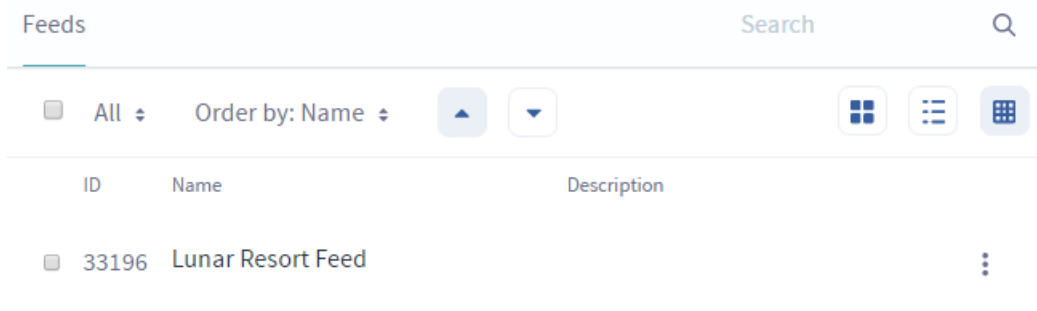 Feeds Search
All Order by: Name
ID Name Description
33196 Lunar Resort Feed